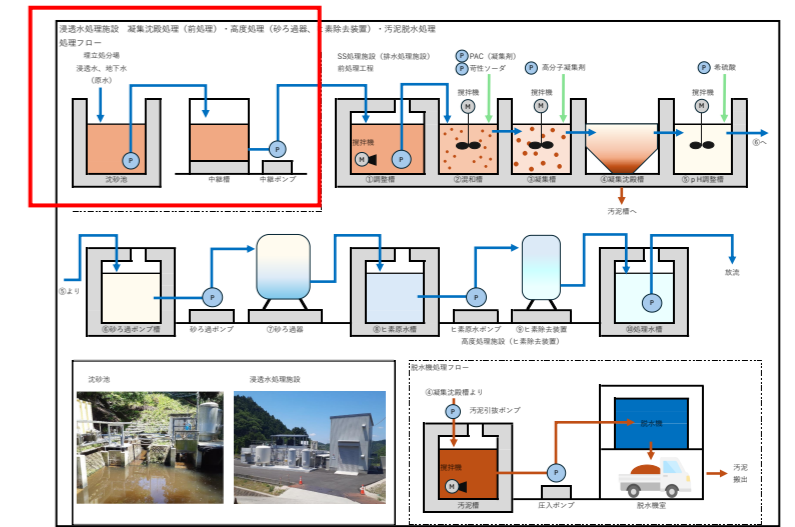 浸透水処理施設　凝集沈殿処理（前処理）・高度処理（砂ろ過器、ヒ素除去装置）・汚泥脱水処理
処理フロー
埋立処分場
浸透水、地下水
（原水）
P
沈砂池
中継槽
P
中継ポンプ
SS処理施設（排水処理施設）
前処理工程
P PAC（凝集剤）
P 苛性ソーダ
P 高分子凝集剤
P 希硫酸
撹拌機
M
P
①調整槽
撹拌機
M
②混和槽
撹拌機
M
③凝集槽
④凝集沈殿槽
汚泥槽へ
撹拌機
M
⑤ｐH調整槽
⑥へ
⑤より
⑥砂ろ過ポンプ槽
P
砂ろ過ポンプ
⑦砂ろ過器
⑧ヒ素原水槽
P
ヒ素原水ポンプ
⑨ヒ素除去装置
高度処理施設（ヒ素除去装置）
P
⑩処理水槽
放流
沈砂池
浸透水処理施設
脱水機処理フロー
④凝集沈殿槽より
P 汚泥引抜ポンプ
撹拌機
M
汚泥槽
P
圧入ポンプ
脱水機
脱水機室
汚泥
搬出